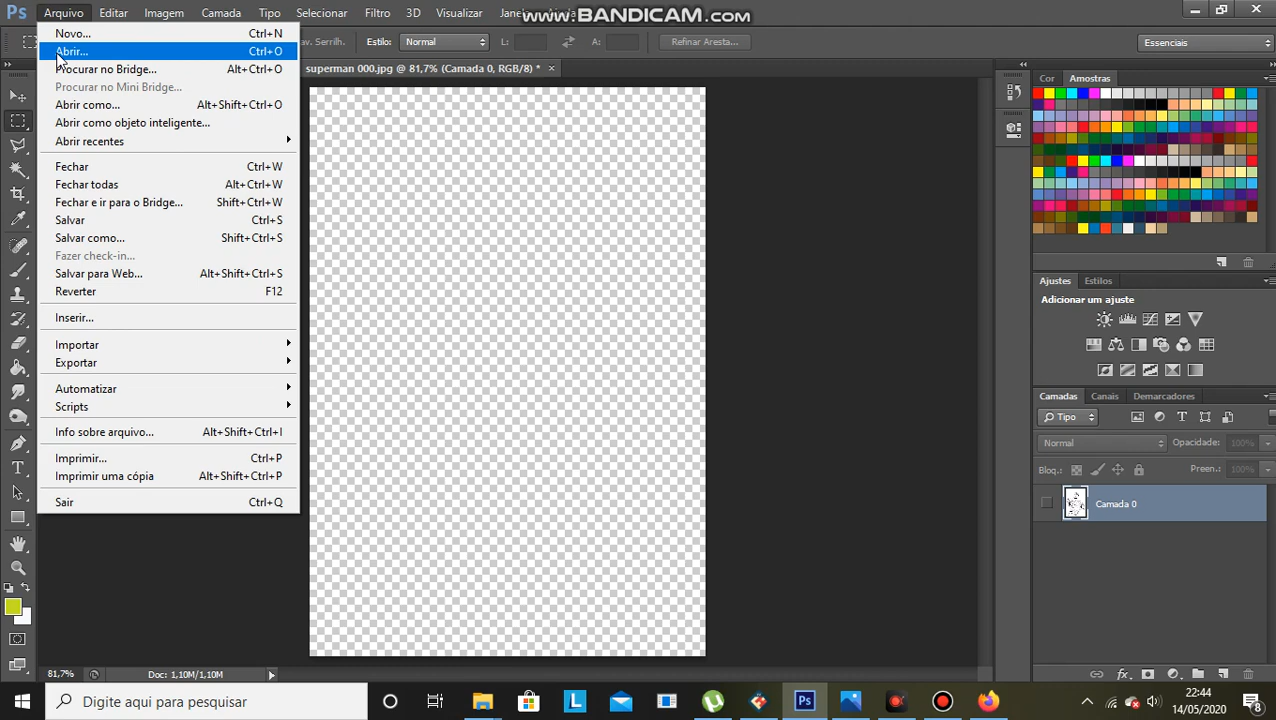 Ps Arquivo Editar Imagem Camada Tipo Selecionar Filtro 3D Visualizar
www.BANDICAM.com
Serrilh. Estilo: Normal L: A: Refinar Aresta... Essenciais
superman 000.jpg @ 81,7% (Camada 0, RGB/8) * ×
Novo... Ctrl+N
Abrir... Ctrl+O
Procurar no Bridge... Alt+Ctrl+O
Procurar no Mini Bridge...
Abrir como... Alt+Shift+Ctrl+O
Abrir como objeto inteligente...
Abrir recentes
Fechar Ctrl+W
Fechar todas Alt+Ctrl+W
Fechar e ir para o Bridge... Shift+Ctrl+W
Salvar Ctrl+S
Salvar como... Shift+Ctrl+S
Fazer check-in...
Salvar para Web... Alt+Shift+Ctrl+S
Reverter F12
Inserir...
Importar
Exportar
Automatizar
Scripts
Info sobre arquivo... Alt+Shift+Ctrl+I
Imprimir... Ctrl+P
Imprimir uma cópia Alt+Shift+Ctrl+P
Sair Ctrl+Q
Cor Amostras
Ajustes Estilos
Adicionar um ajuste
Camadas Canais Demarcadores
Tipo
Normal Opacidade: 100%
Bloq.: Preen.: 100%
Camada 0
81,7% Doc: 1,10M/1,10M
Digite aqui para pesquisar
22:44
14/05/2020
8